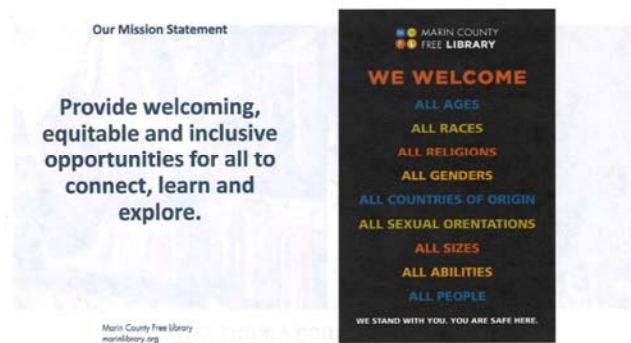 Our Mission Statement
Provide welcoming,
equitable and inclusive
opportunities for all to
connect, learn and
explore.
Marin County Free Library
marinlibrary.org
MARIN COUNTY
FREE LIBRARY
WE WELCOME
ALL AGES
ALL RACES
ALL RELIGIONS
ALL GENDERS
ALL COUNTRIES OF ORIGIN
ALL SEXUAL ORENTATIONS
ALL SIZES
ALL ABILITIES
ALL PEOPLE
WE STAND WITH YOU. YOU ARE SAFE HERE.